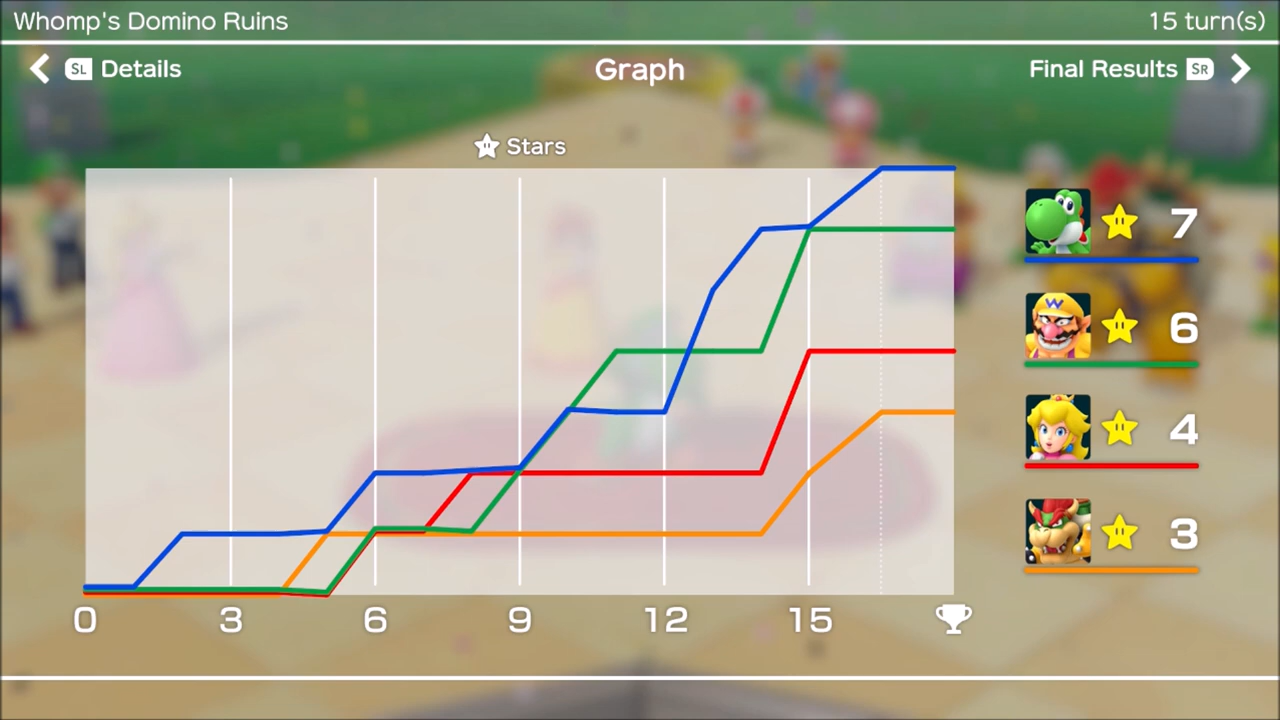 Whomp's Domino Ruins 15 turn(s)
SL Details Graph Final Results SR
Stars
7
6
4
3
0 3 6 9 12 15